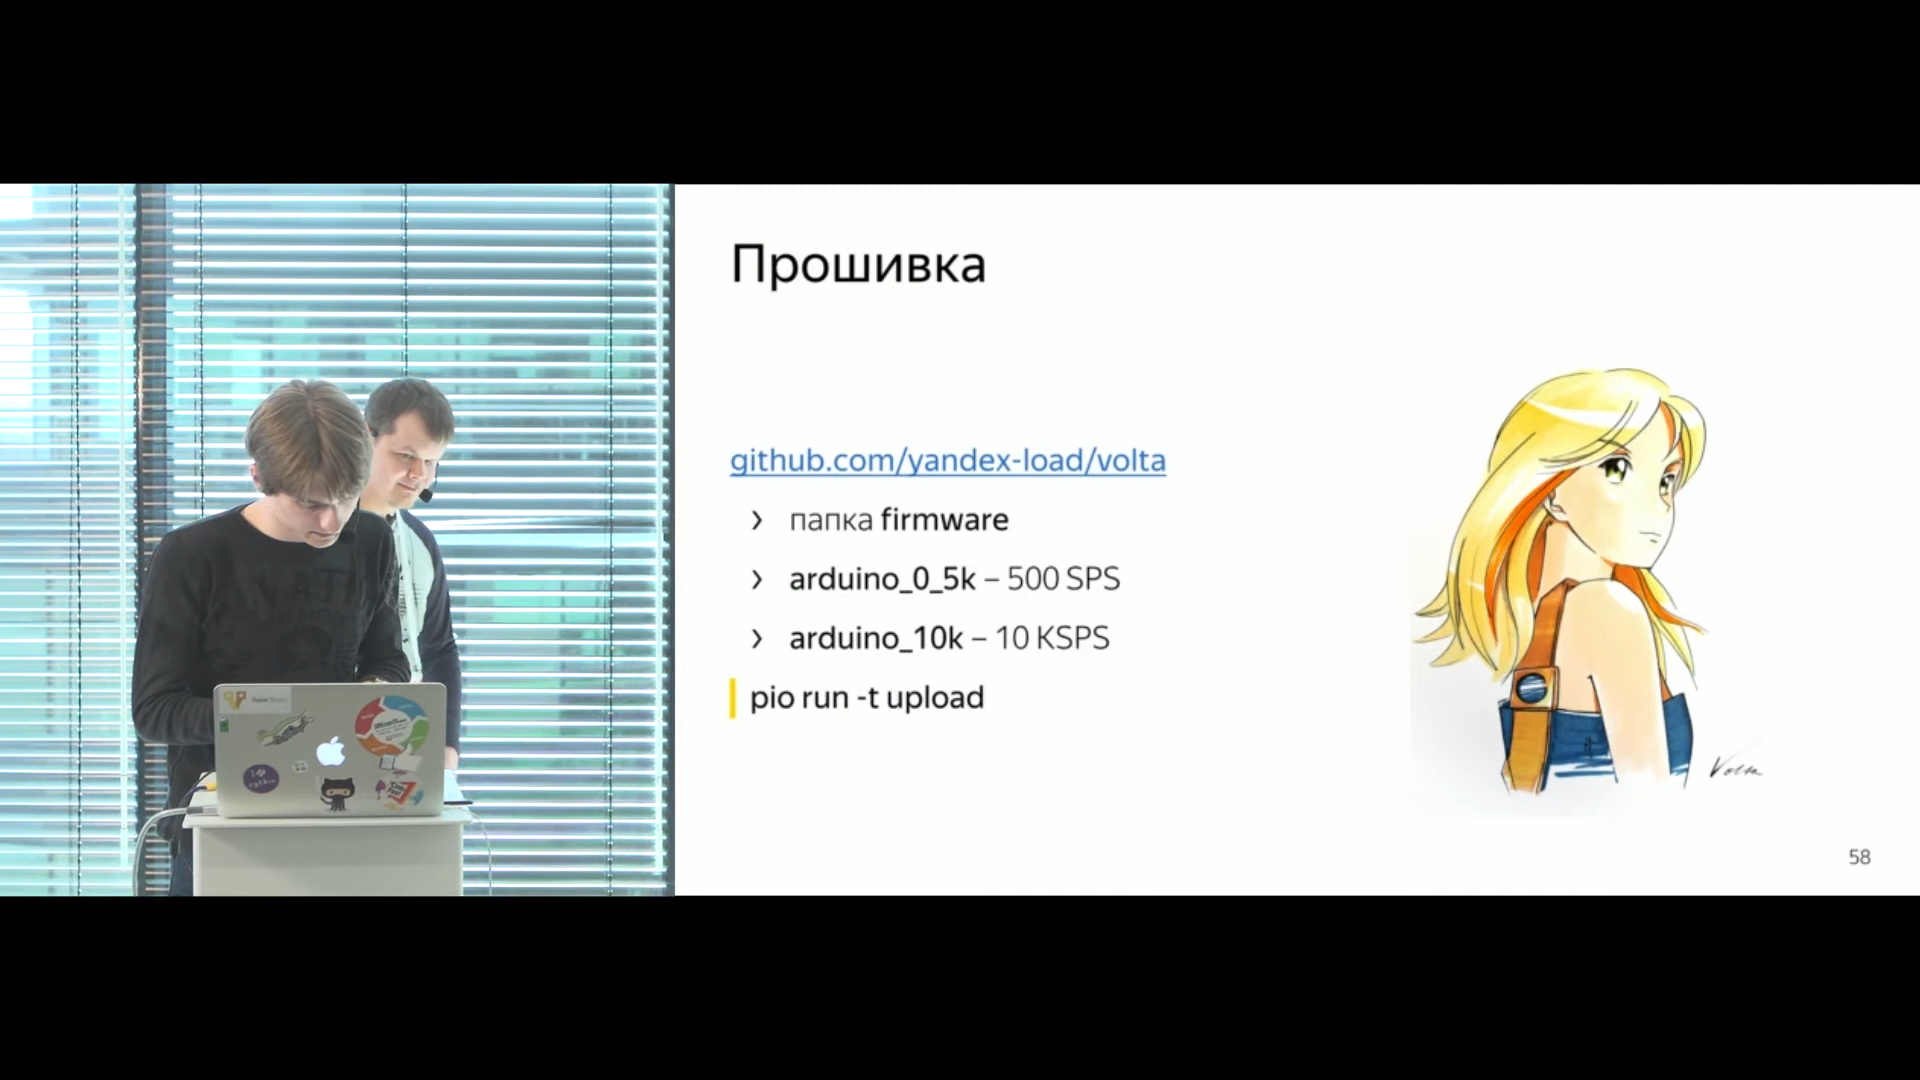 Прошивка
github.com/yandex-load/volta
› папка firmware
› arduino_0_5k – 500 SPS
› arduino_10k – 10 KSPS
pio run -t upload
Volta
58